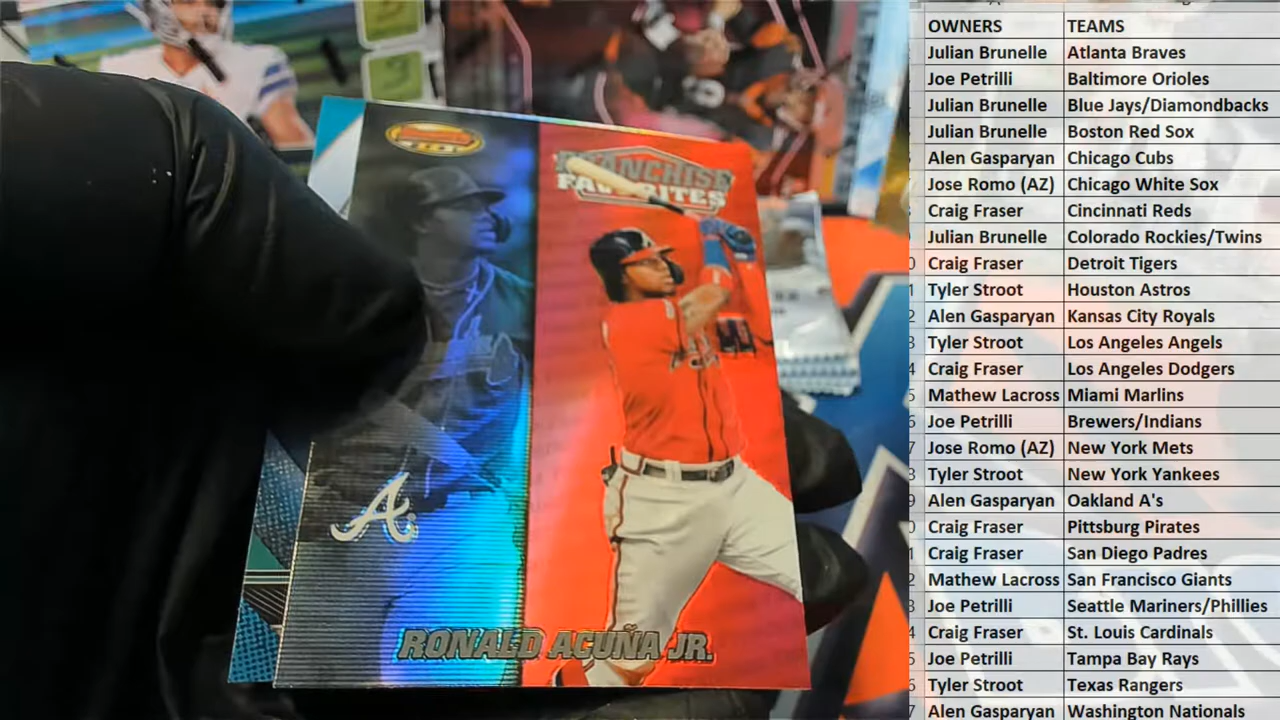 FRANCHISE
FAVORITES
A
RONALD ACUÑA JR.
OWNERS TEAMS
Julian Brunelle Atlanta Braves
Joe Petrilli Baltimore Orioles
Julian Brunelle Blue Jays/Diamondbacks
Julian Brunelle Boston Red Sox
Alen Gasparyan Chicago Cubs
Jose Romo (AZ) Chicago White Sox
Craig Fraser Cincinnati Reds
Julian Brunelle Colorado Rockies/Twins
Craig Fraser Detroit Tigers
Tyler Stroot Houston Astros
Alen Gasparyan Kansas City Royals
Tyler Stroot Los Angeles Angels
Craig Fraser Los Angeles Dodgers
Mathew Lacross Miami Marlins
Joe Petrilli Brewers/Indians
Jose Romo (AZ) New York Mets
Tyler Stroot New York Yankees
Alen Gasparyan Oakland A's
Craig Fraser Pittsburg Pirates
Craig Fraser San Diego Padres
Mathew Lacross San Francisco Giants
Joe Petrilli Seattle Mariners/Phillies
Craig Fraser St. Louis Cardinals
Joe Petrilli Tampa Bay Rays
Tyler Stroot Texas Rangers
Alen Gasparyan Washington Nationals